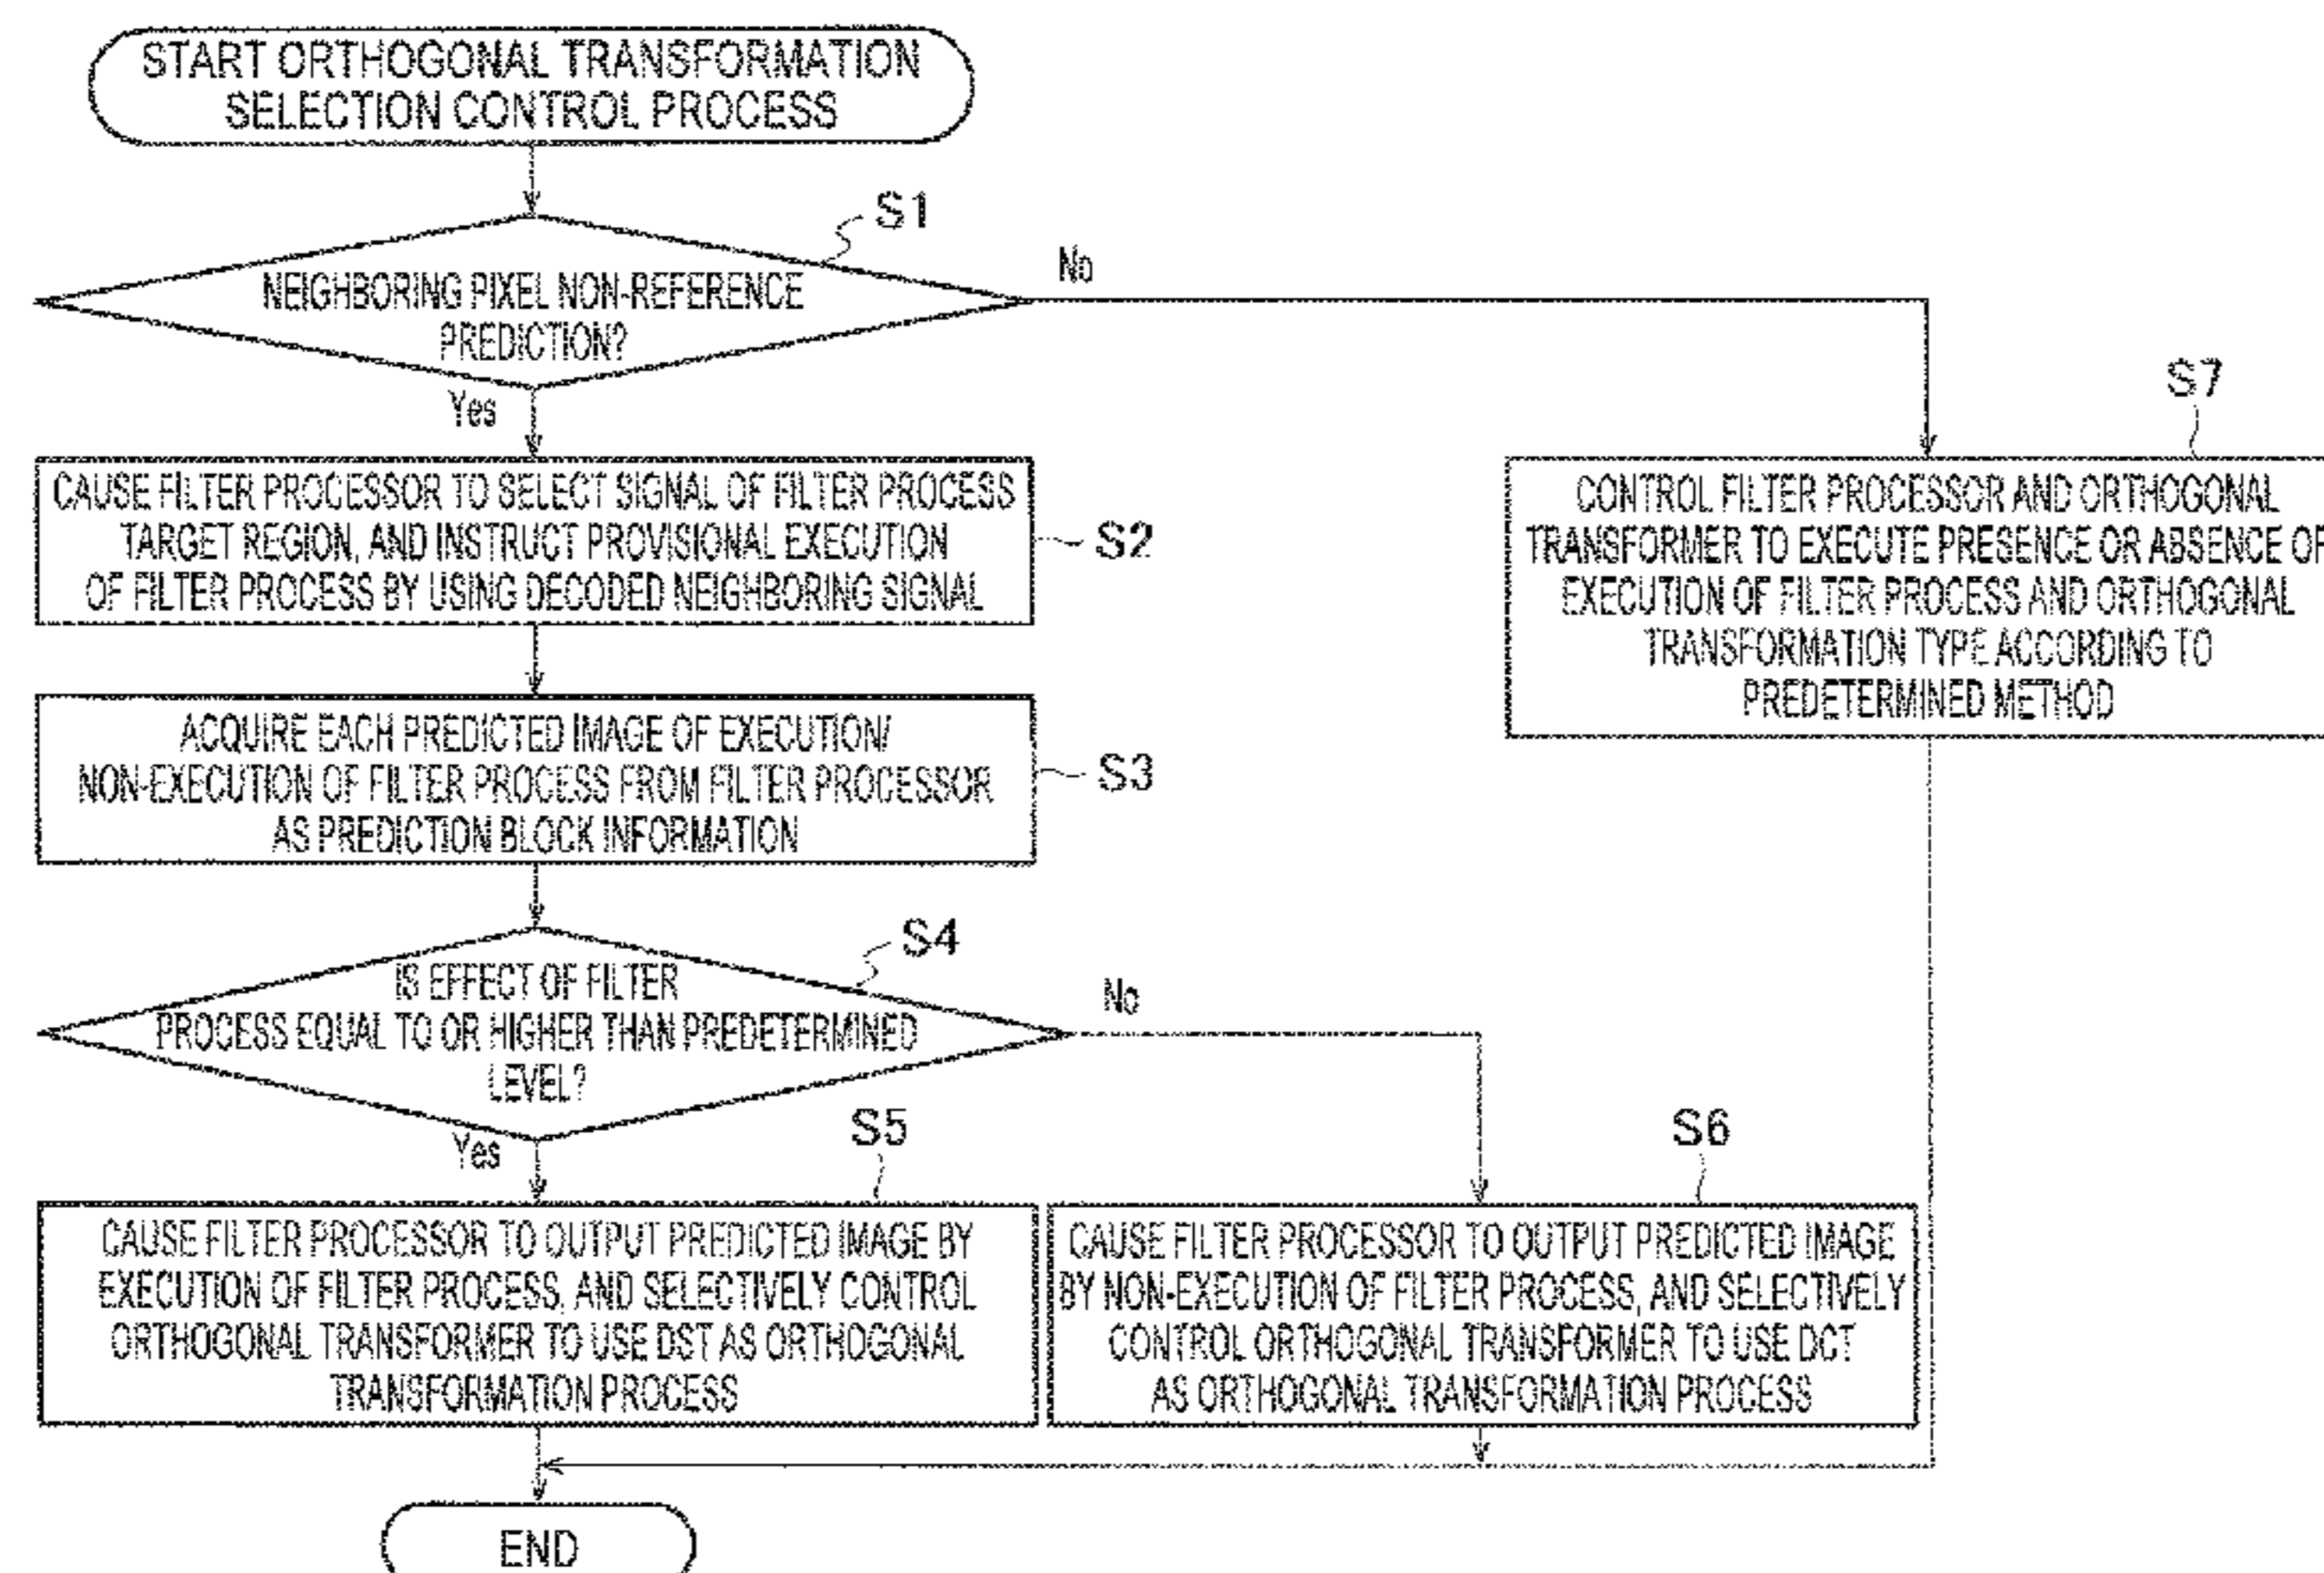 START ORTHOGONAL TRANSFORMATION
SELECTION CONTROL PROCESS
S1
NEIGHBORING PIXEL NON-REFERENCE
PREDICTION?
No
Yes
CAUSE FILTER PROCESSOR TO SELECT SIGNAL OF FILTER PROCESS
TARGET REGION, AND INSTRUCT PROVISIONAL EXECUTION
OF FILTER PROCESS BY USING DECODED NEIGHBORING SIGNAL
S2
S7
CONTROL FILTER PROCESSOR AND ORTHOGONAL
TRANSFORMER TO EXECUTE PRESENCE OR ABSENCE OF
EXECUTION OF FILTER PROCESS AND ORTHOGONAL
TRANSFORMATION TYPE ACCORDING TO
PREDETERMINED METHOD
ACQUIRE EACH PREDICTED IMAGE OF EXECUTION/
NON-EXECUTION OF FILTER PROCESS FROM FILTER PROCESSOR
AS PREDICTION BLOCK INFORMATION
S3
S4
IS EFFECT OF FILTER
PROCESS EQUAL TO OR HIGHER THAN PREDETERMINED
LEVEL?
No
Yes
S5
CAUSE FILTER PROCESSOR TO OUTPUT PREDICTED IMAGE BY
EXECUTION OF FILTER PROCESS, AND SELECTIVELY CONTROL
ORTHOGONAL TRANSFORMER TO USE DST AS ORTHOGONAL
TRANSFORMATION PROCESS
S6
CAUSE FILTER PROCESSOR TO OUTPUT PREDICTED IMAGE
BY NON-EXECUTION OF FILTER PROCESS, AND SELECTIVELY
CONTROL ORTHOGONAL TRANSFORMER TO USE DCT
AS ORTHOGONAL TRANSFORMATION PROCESS
END